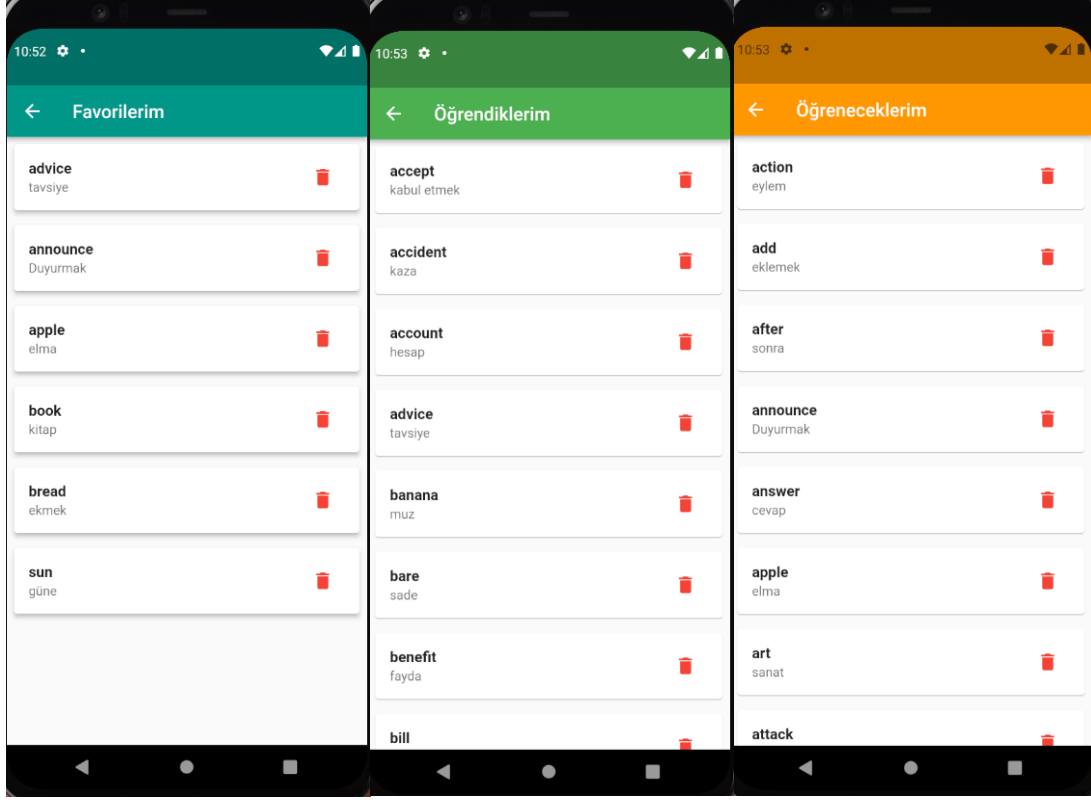 10:52
Favorilerim
advice
tavsiye
announce
Duyurmak
apple
elma
book
kitap
bread
ekmek
sun
güne
10:53
Öğrendiklerim
accept
kabul etmek
accident
kaza
account
hesap
advice
tavsiye
banana
muz
bare
sade
benefit
fayda
bill
10:53
Öğreneceklerim
action
eylem
add
eklemek
after
sonra
announce
Duyurmak
answer
cevap
apple
elma
art
sanat
attack